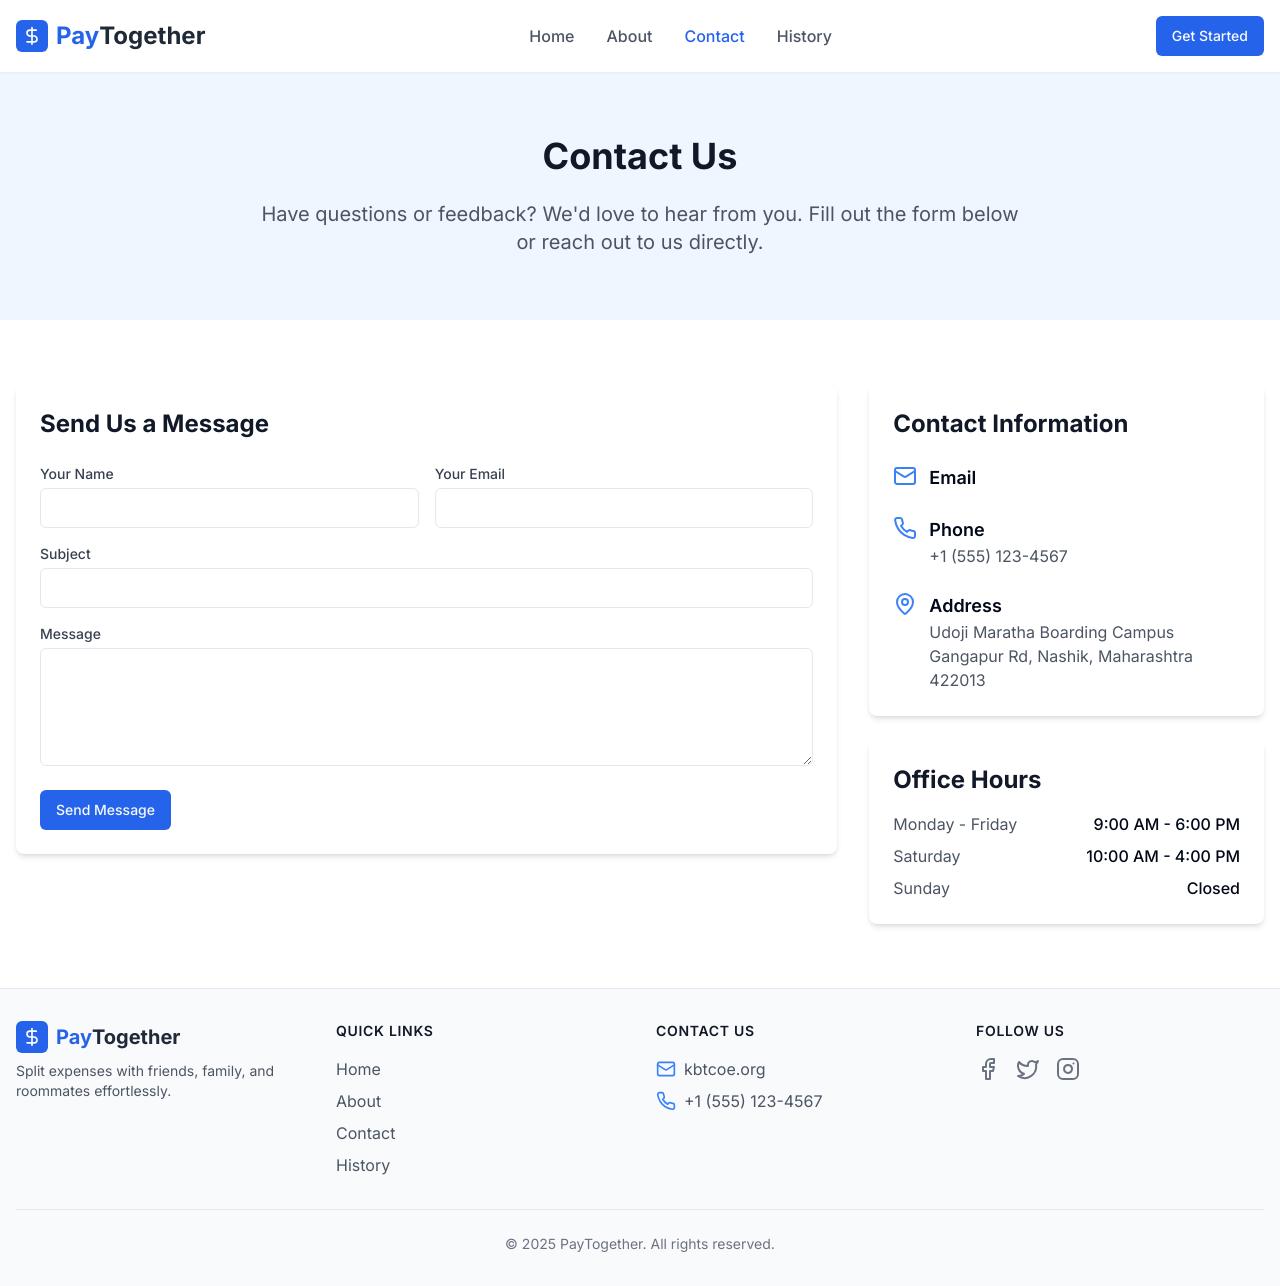 PayTogether
Home
About
Contact
History
Get Started
Contact Us
Have questions or feedback? We'd love to hear from you. Fill out the form below
or reach out to us directly.
Send Us a Message
Your Name
Your Email
Subject
Message
Send Message
Contact Information
Email
Phone
+1 (555) 123-4567
Address
Udoji Maratha Boarding Campus
Gangapur Rd, Nashik, Maharashtra
422013
Office Hours
Monday - Friday 9:00 AM - 6:00 PM
Saturday 10:00 AM - 4:00 PM
Sunday Closed
PayTogether
Split expenses with friends, family, and
roommates effortlessly.
QUICK LINKS
Home
About
Contact
History
CONTACT US
kbtcoe.org
+1 (555) 123-4567
FOLLOW US
© 2025 PayTogether. All rights reserved.